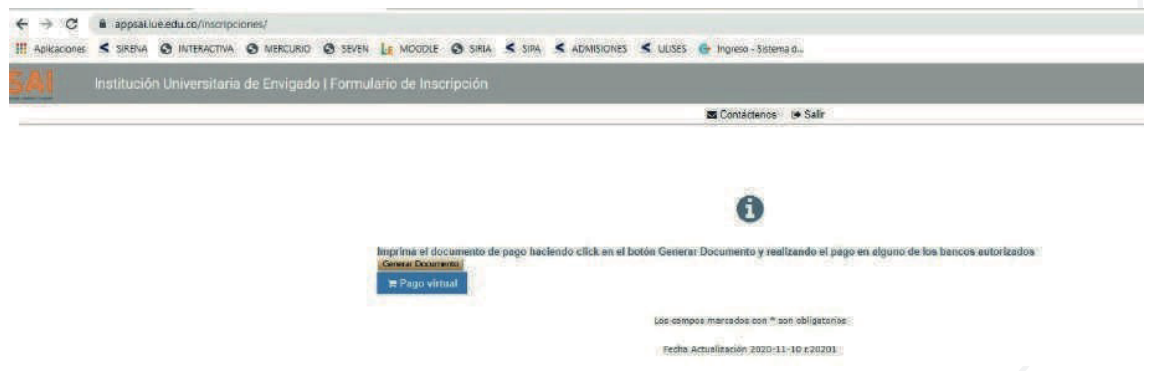 appsai.iue.edu.co/inscripciones/
Aplicaciones SIRENA INTERACTIVA MERCURIO SEVEN MOODLE SIRIA SIPA ADMISIONES ULISES Ingreso - Sistema d...
SAI Institución Universitaria de Envigado | Formulario de Inscripción
Contáctenos Salir
Imprima el documento de pago haciendo click en el botón Generar Documento y realizando el pago en alguno de los bancos autorizados
Generar Documento
Pago virtual
Los campos marcados con * son obligatorios
Fecha Actualización 2020-11-10 r.20201